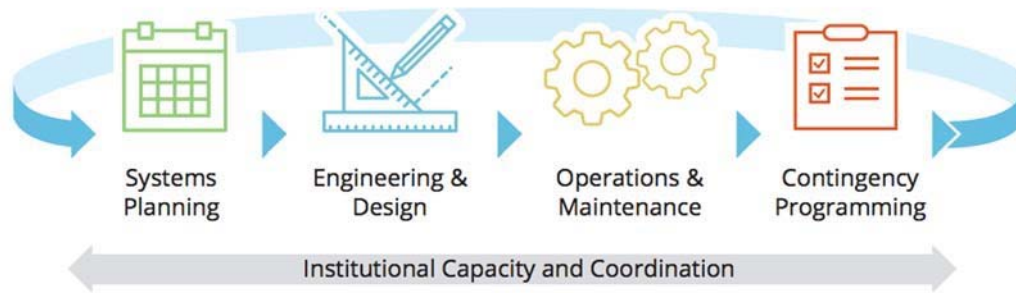 Systems
Planning
Engineering &
Design
Operations &
Maintenance
Contingency
Programming
Institutional Capacity and Coordination